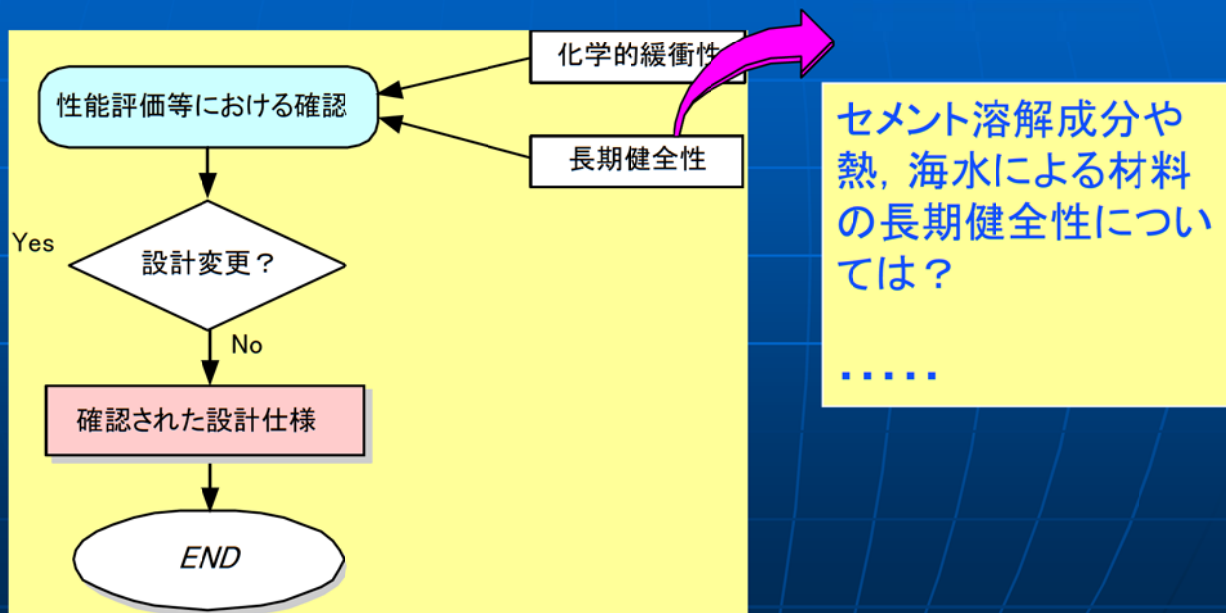 化学的緩衝性
性能評価等における確認
長期健全性
Yes
設計変更？
No
確認された設計仕様
END
セメント溶解成分や
熱，海水による材料
の長期健全性につい
ては？
．．．．．